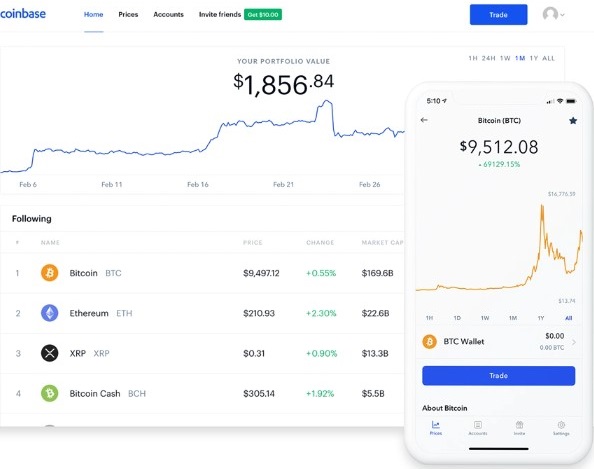 coinbase Home Prices Accounts Invite friends Get $10.00 Trade
YOUR PORTFOLIO VALUE
$1,856.84
1H 24H 1W 1M 1Y ALL
Feb 6 Feb 11 Feb 16 Feb 21 Feb 26
Following
# NAME PRICE CHANGE MARKET CAP
1 Bitcoin BTC $9,497.12 +0.55% $169.6B
2 Ethereum ETH $210.93 +2.30% $22.6B
3 XRP XRP $0.31 +0.90% $13.3B
4 Bitcoin Cash BCH $305.14 +1.92% $5.5B
5:10
Bitcoin (BTC)
$9,512.08
69129.15%
$16,776.59
$13.74
1H 1D 1W 1M 1Y All
BTC Wallet $0.00
0.00 BTC
Trade
About Bitcoin
Prices Accounts Invite Settings